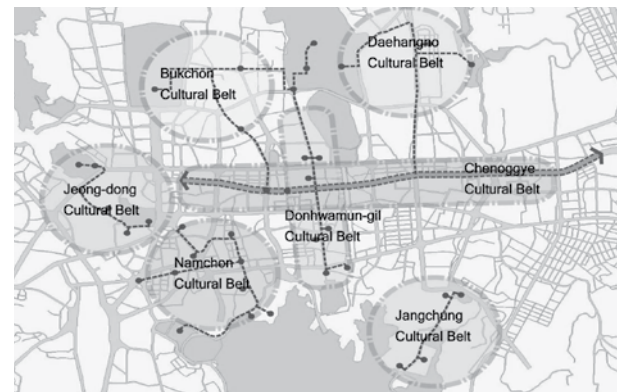 Daehangno
Cultural Belt
Bukchon
Cultural Belt
Chenoggye
Cultural Belt
Jeong-dong
Cultural Belt
Donhwamun-gil
Cultural Belt
Namchon
Cultural Belt
Jangchung
Cultural Belt